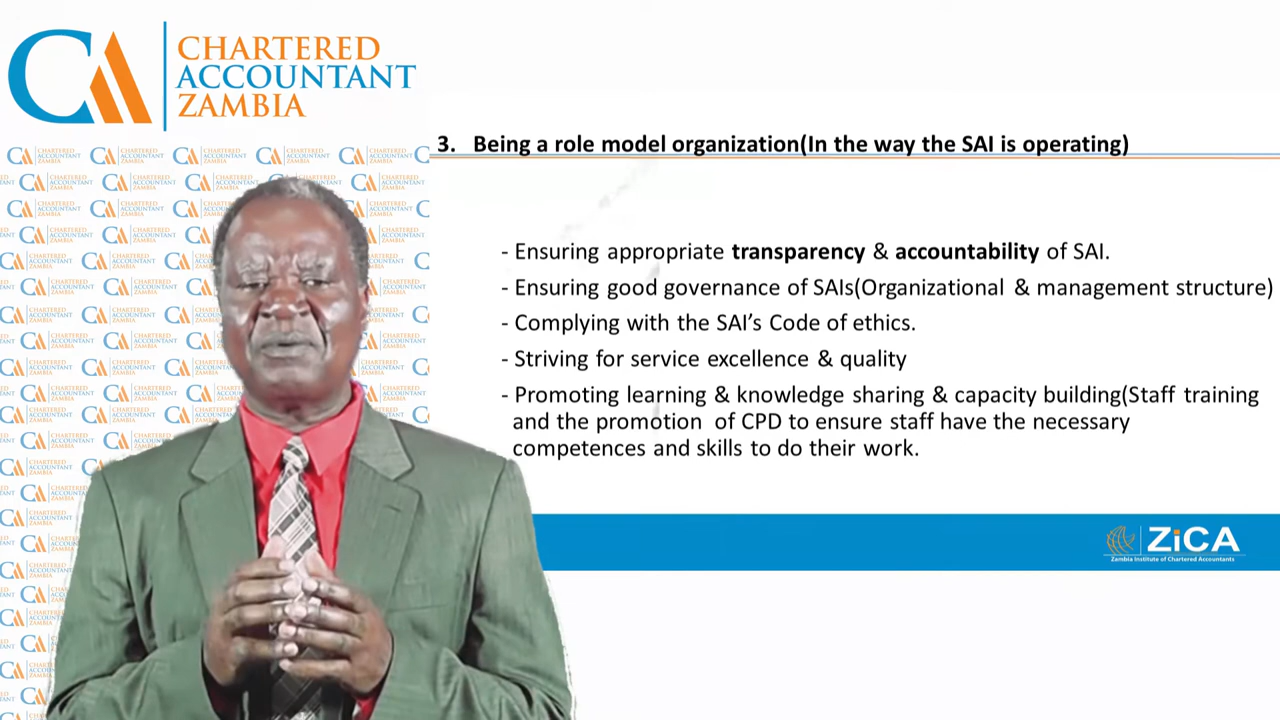 CHARTERED
ACCOUNTANT
ZAMBIA
3. Being a role model organization(In the way the SAI is operating)
- Ensuring appropriate transparency & accountability of SAI.
- Ensuring good governance of SAIs(Organizational & management structure)
- Complying with the SAI’s Code of ethics.
- Striving for service excellence & quality
- Promoting learning & knowledge sharing & capacity building(Staff training
and the promotion of CPD to ensure staff have the necessary
competences and skills to do their work.
ZiCA
Zambia Institute of Chartered Accountants